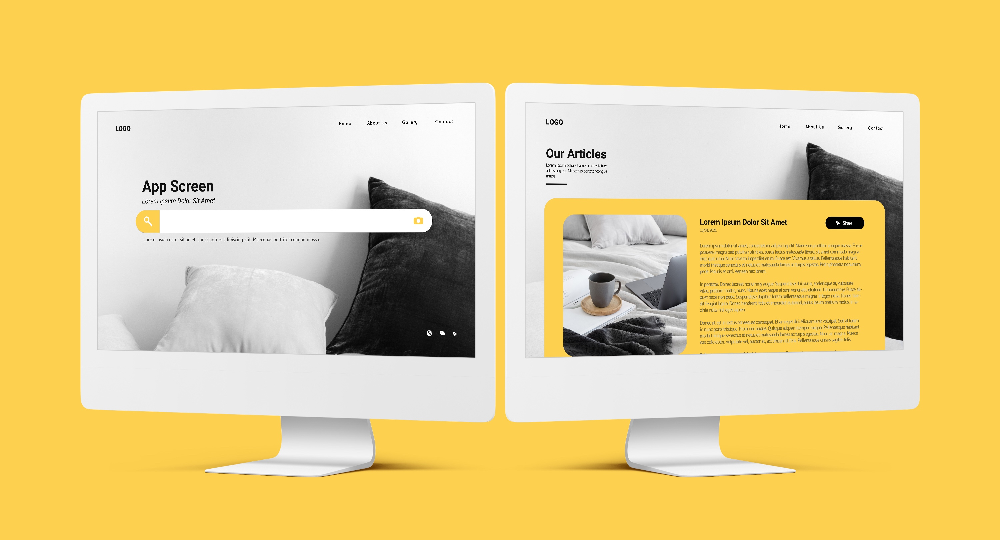 LOGO
Home About Us Gallery Contact
App Screen
Lorem Ipsum Dolor Sit Amet
Lorem ipsum dolor sit amet, consectetuer adipiscing elit. Maecenas porttitor congue massa.
LOGO
Home About Us Gallery Contact
Our Articles
Lorem ipsum dolor sit amet, consectetuer
adipiscing elit. Maecenas porttitor congue
massa.
Lorem Ipsum Dolor Sit Amet
Share
12/01/2021
Lorem ipsum dolor sit amet, consectetuer adipiscing elit. Maecenas porttitor congue massa. Fusce
posuere, magna sed pulvinar ultricies, purus lectus malesuada libero, sit amet commodo magna
eros quis urna. Nunc viverra imperdiet enim. Fusce est. Vivamus a tellus. Pellentesque habitant
morbi tristique senectus et netus et malesuada fames ac turpis egestas. Proin pharetra nonummy
pede. Mauris et orci. Aenean nec lorem.
In porttitor. Donec laoreet nonummy augue. Suspendisse dui purus, scelerisque at, vulputate
vitae, pretium mattis, nunc. Mauris eget neque at sem venenatis eleifend. Ut nonummy. Fusce ali-
quet pede non pede. Suspendisse dapibus lorem pellentesque magna. Integer nulla. Donec blan-
dit feugiat ligula. Donec hendrerit, felis et imperdiet euismod, purus ipsum pretium metus, in la-
cinia nulla nisl eget sapien.
Donec ut est in lectus consequat consequat. Etiam eget dui. Aliquam erat volutpat. Sed at lorem
in nunc porta tristique. Proin nec augue. Quisque aliquam tempor magna. Pellentesque habitant
morbi tristique senectus et netus et malesuada fames ac turpis egestas. Nunc ac magna. Maece-
nas odio dolor, vulputate vel, auctor ac, accumsan id, felis. Pellentesque cursus sagittis felis.